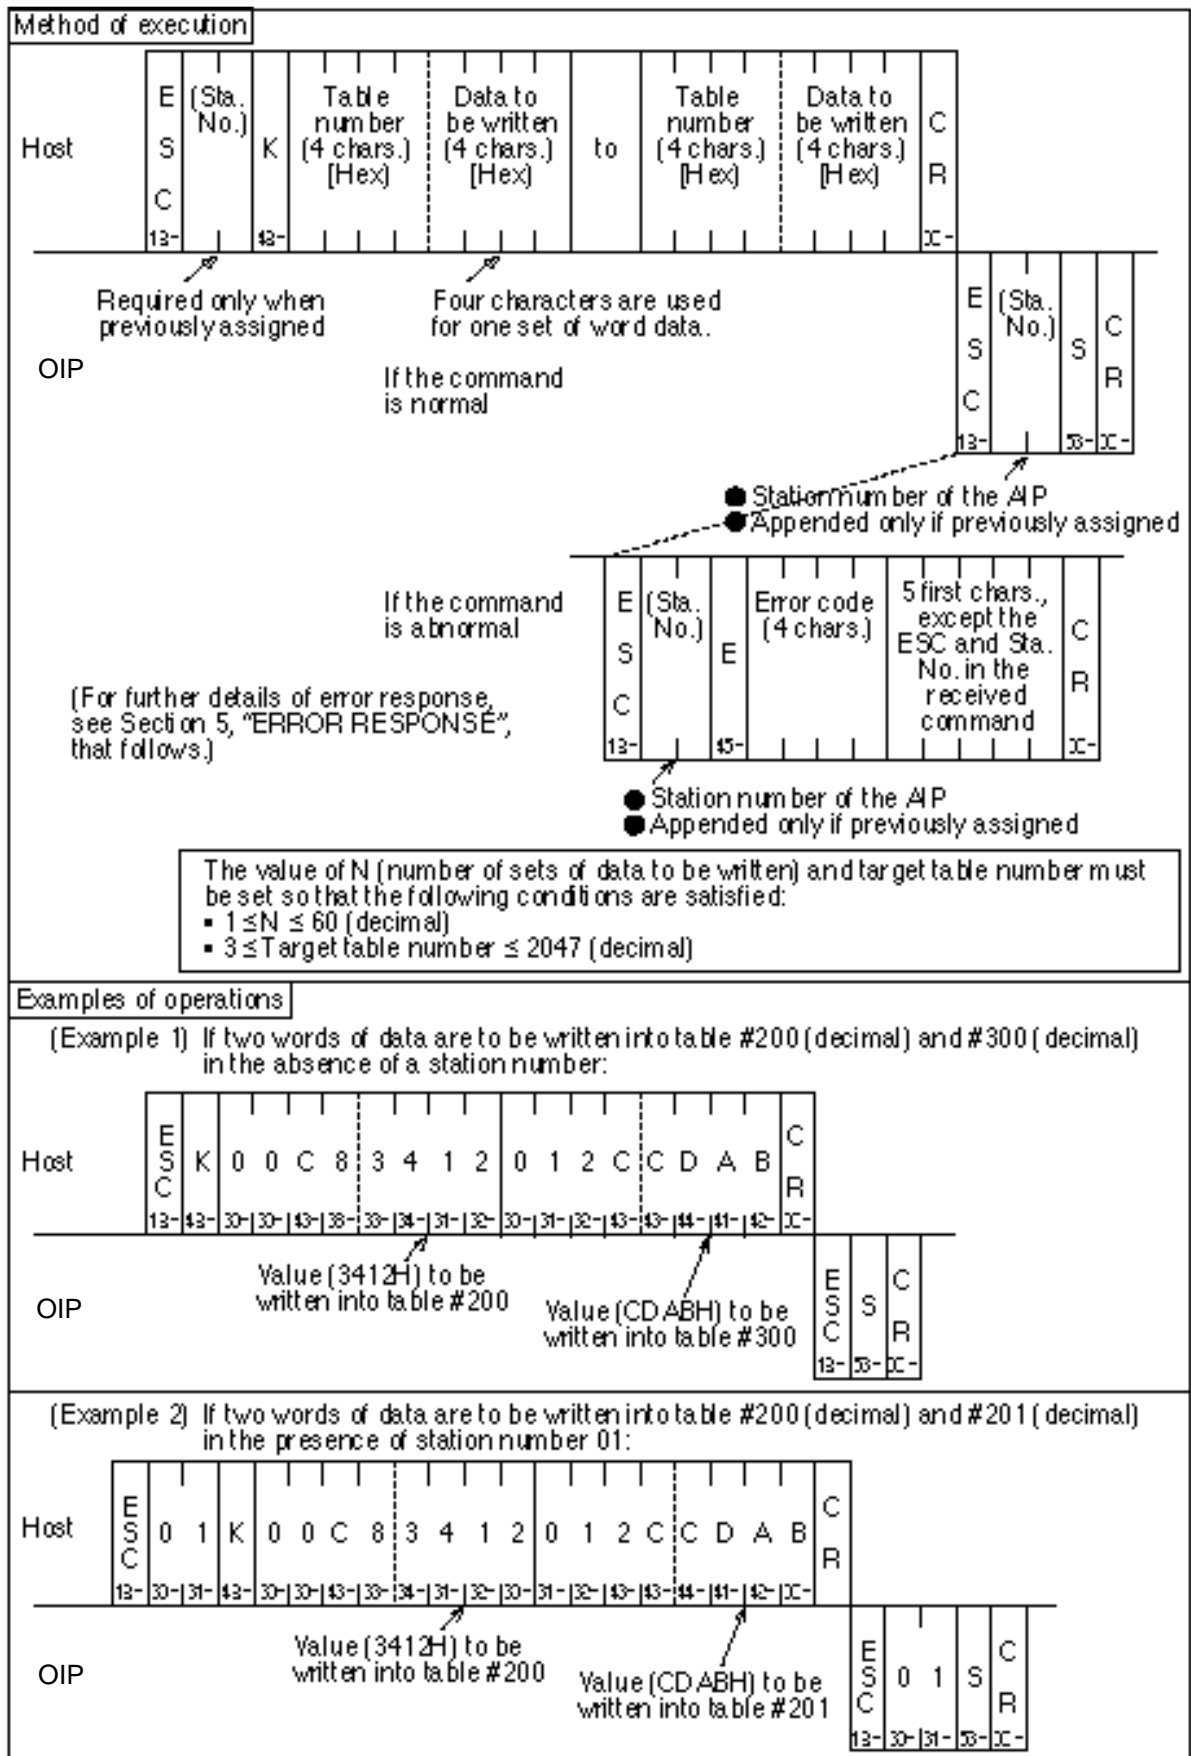 Method of execution
Host
E S C
(Sta. No.)
K
Table number (4 chars.) [Hex)
Data to be written (4 chars.) [Hex)
to
Table number (4 chars.) [Hex)
Data to be written (4 chars.) [Hex)
C R
Required only when
previously assigned
Four characters are used
for one set of word data.
OIP
If the command
is normal
E S C
(Sta. No.)
S
C R
● Station number of the AIP
● Appended only if previously assigned
If the command
is abnormal
E S C
(Sta. No.)
E
Error code (4 chars.)
5 first chars., except the ESC and Sta. No. in the received command
C R
(For further details of error response,
see Section 5, "ERROR RESPONSE",
that follows.)
● Station number of the AIP
● Appended only if previously assigned
The value of N (number of sets of data to be written) and target table number must
be set so that the following conditions are satisfied:
▪ 1 ≤ N ≤ 60 (decimal)
▪ 3 ≤ Target table number ≤ 2047 (decimal)
Examples of operations
(Example 1) If two words of data are to be written into table #200 (decimal) and #300 (decimal)
in the absence of a station number:
Host
ESC K 0 0 C 8 3 4 1 2 0 1 2 C C D A B CR
Value (3412H) to be
written into table #200
Value (CDABH) to be
written into table #300
OIP
ESC S CR
(Example 2) If two words of data are to be written into table #200 (decimal) and #201 (decimal)
in the presence of station number 01:
Host
ESC 0 1 K 0 0 C 8 3 4 1 2 0 1 2 C C D A B CR
Value (3412H) to be
written into table #200
Value (CDABH) to be
written into table #201
OIP
ESC 0 1 S CR